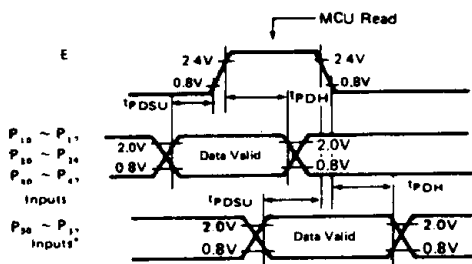 MCU Read
E
2.4V
2.4V
0.8V
0.8V
tPDSU
tPDH
P10 ~ P17
P20 ~ P24
P40 ~ P47
Inputs
2.0V
0.8V
Data Valid
2.0V
0.8V
tPDSU
tPDH
P30 ~ P37
Inputs*
2.0V
0.8V
Data Valid
2.0V
0.8V